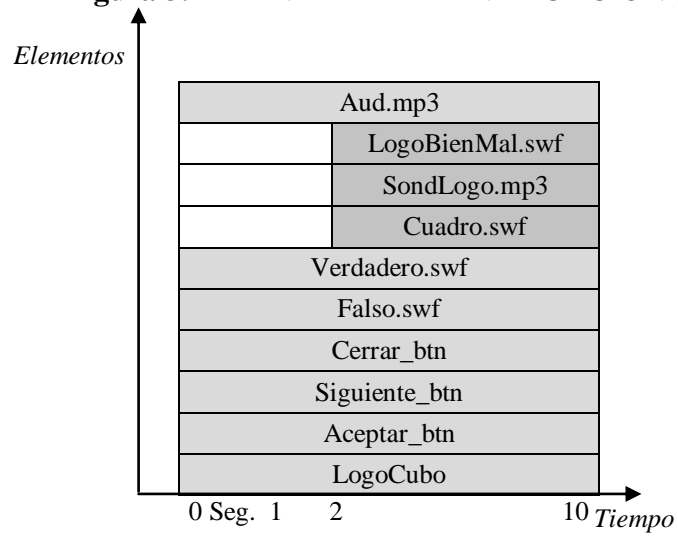 Elementos
Aud.mp3
LogoBienMal.swf
SondLogo.mp3
Cuadro.swf
Verdadero.swf
Falso.swf
Cerrar_btn
Siguiente_btn
Aceptar_btn
LogoCubo
0 Seg. 1 2 10 Tiempo